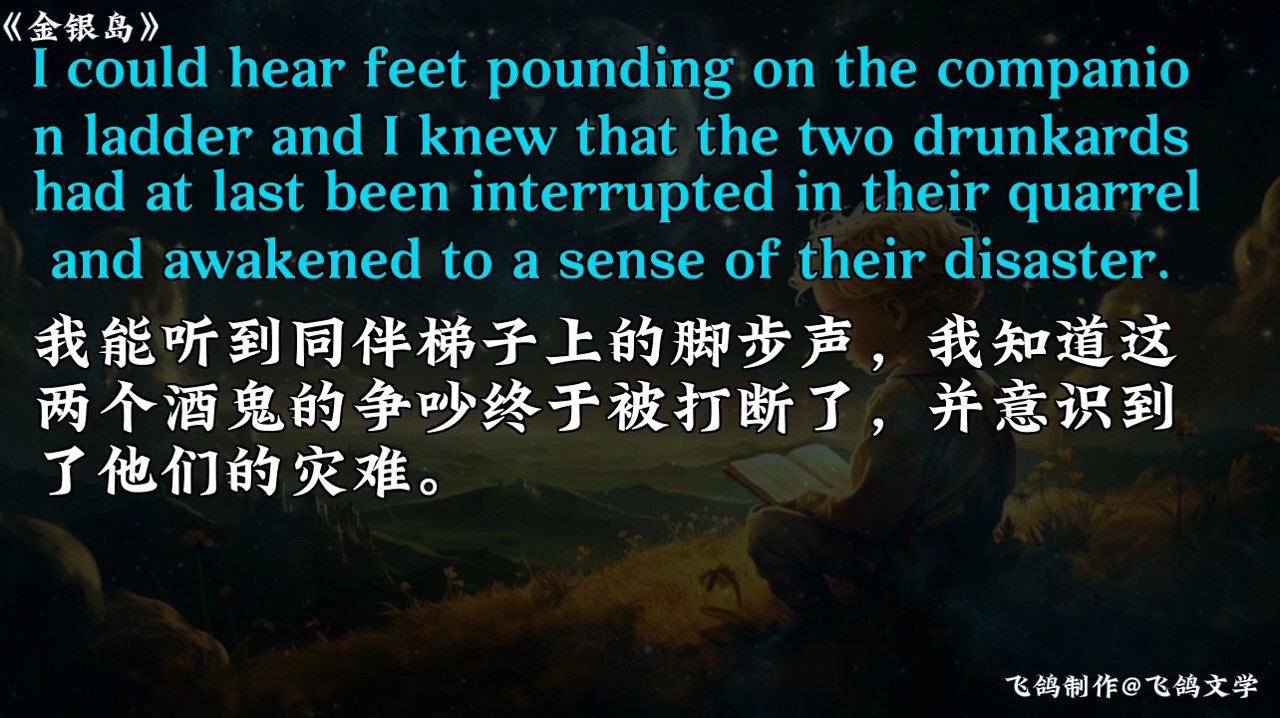 《金银岛》
I could hear feet pounding on the companio
n ladder and I knew that the two drunkards
had at last been interrupted in their quarrel
and awakened to a sense of their disaster.
我能听到同伴梯子上的脚步声，我知道这
两个酒鬼的争吵终于被打断了，并意识到
了他们的灾难。
飞鸽制作@飞鸽文学